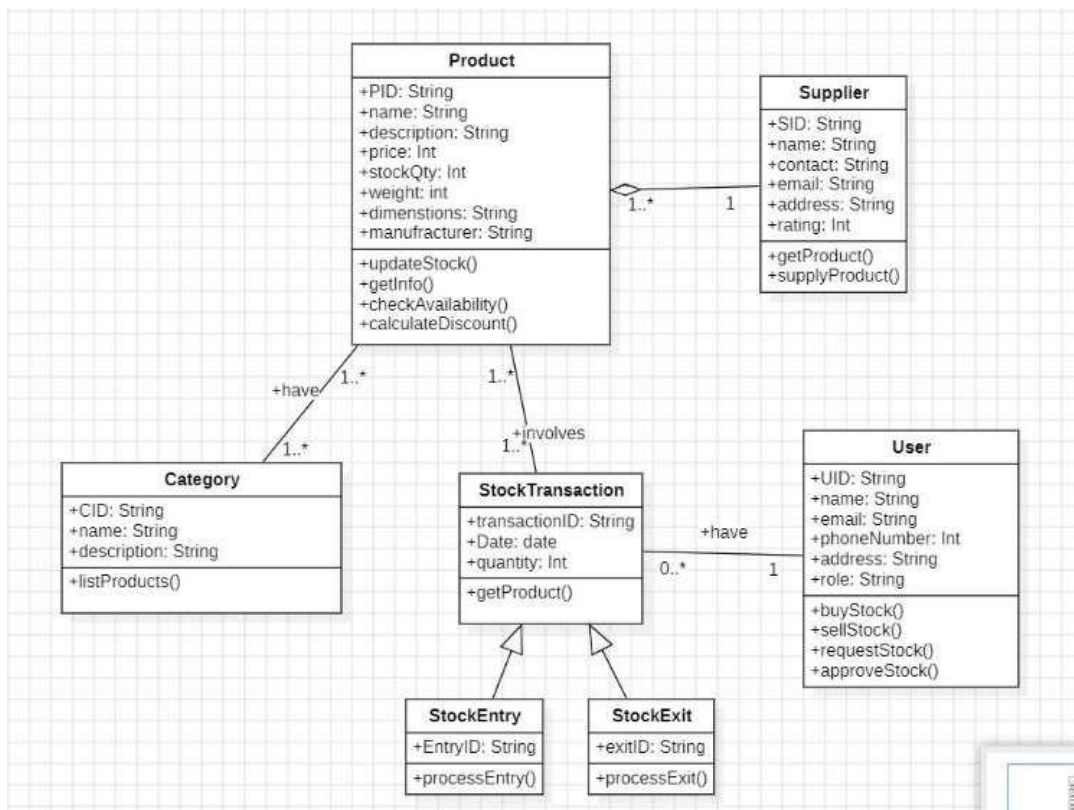 Product
+PID: String
+name: String
+description: String
+price: Int
+stockQty: Int
+weight: int
+dimenstions: String
+manufracturer: String
+updateStock()
+getInfo()
+checkAvailability()
+calculateDiscount()
Supplier
+SID: String
+name: String
+contact: String
+email: String
+address: String
+rating: Int
+getProduct()
+supplyProduct()
1..*
1
+have
1..*
1..*
1..*
+involves
1..*
Category
+CID: String
+name: String
+description: String
+listProducts()
StockTransaction
+transactionID: String
+Date: date
+quantity: Int
+getProduct()
+have
0..*
1
User
+UID: String
+name: String
+email: String
+phoneNumber: Int
+address: String
+role: String
+buyStock()
+sellStock()
+requestStock()
+approveStock()
StockEntry
+EntryID: String
+processEntry()
StockExit
+exitID: String
+processExit()